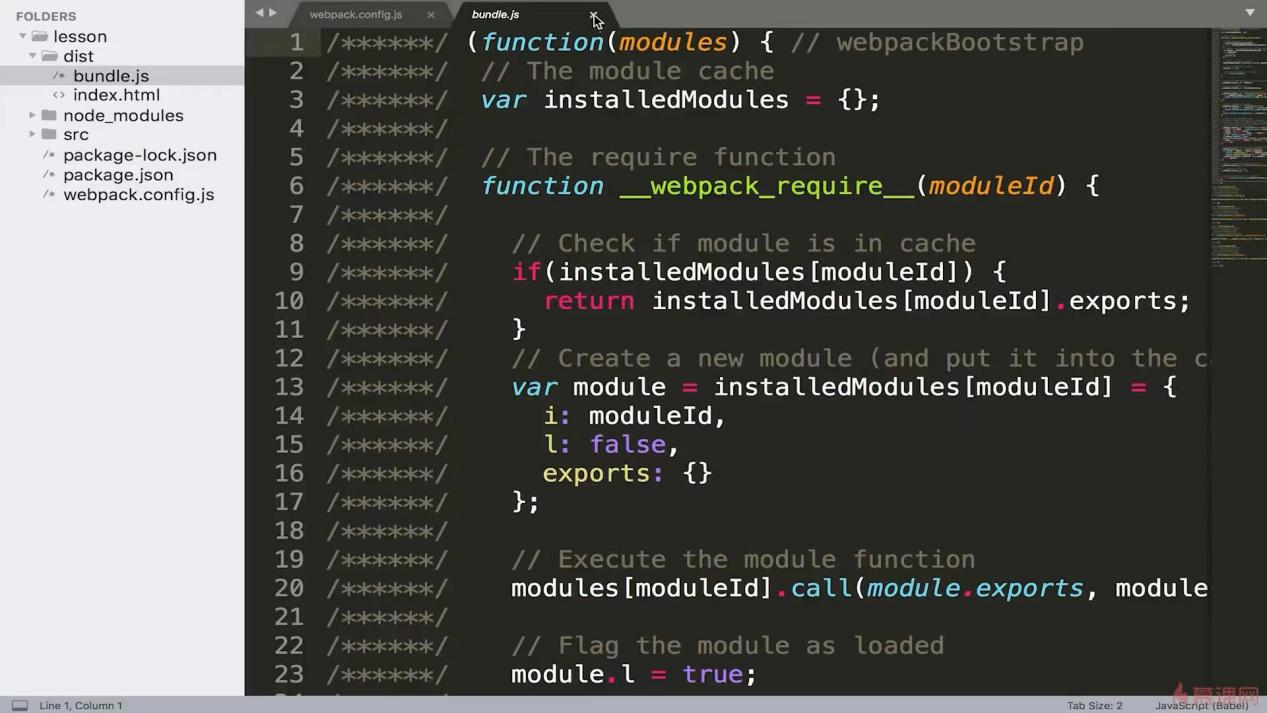 FOLDERS
lesson
dist
/* bundle.js
<> index.html
node_modules
src
/* package-lock.json
/* package.json
/* webpack.config.js
webpack.config.js
bundle.js
1 /******/ (function(modules) { // webpackBootstrap
2 /******/ // The module cache
3 /******/ var installedModules = {};
4 /******/
5 /******/ // The require function
6 /******/ function __webpack_require__(moduleId) {
7 /******/
8 /******/ // Check if module is in cache
9 /******/ if(installedModules[moduleId]) {
10 /******/ return installedModules[moduleId].exports;
11 /******/ }
12 /******/ // Create a new module (and put it into the c
13 /******/ var module = installedModules[moduleId] = {
14 /******/ i: moduleId,
15 /******/ l: false,
16 /******/ exports: {}
17 /******/ };
18 /******/
19 /******/ // Execute the module function
20 /******/ modules[moduleId].call(module.exports, module
21 /******/
22 /******/ // Flag the module as loaded
23 /******/ module.l = true;
Line 1, Column 1
Tab Size: 2
JavaScript (Babel)
慕课网